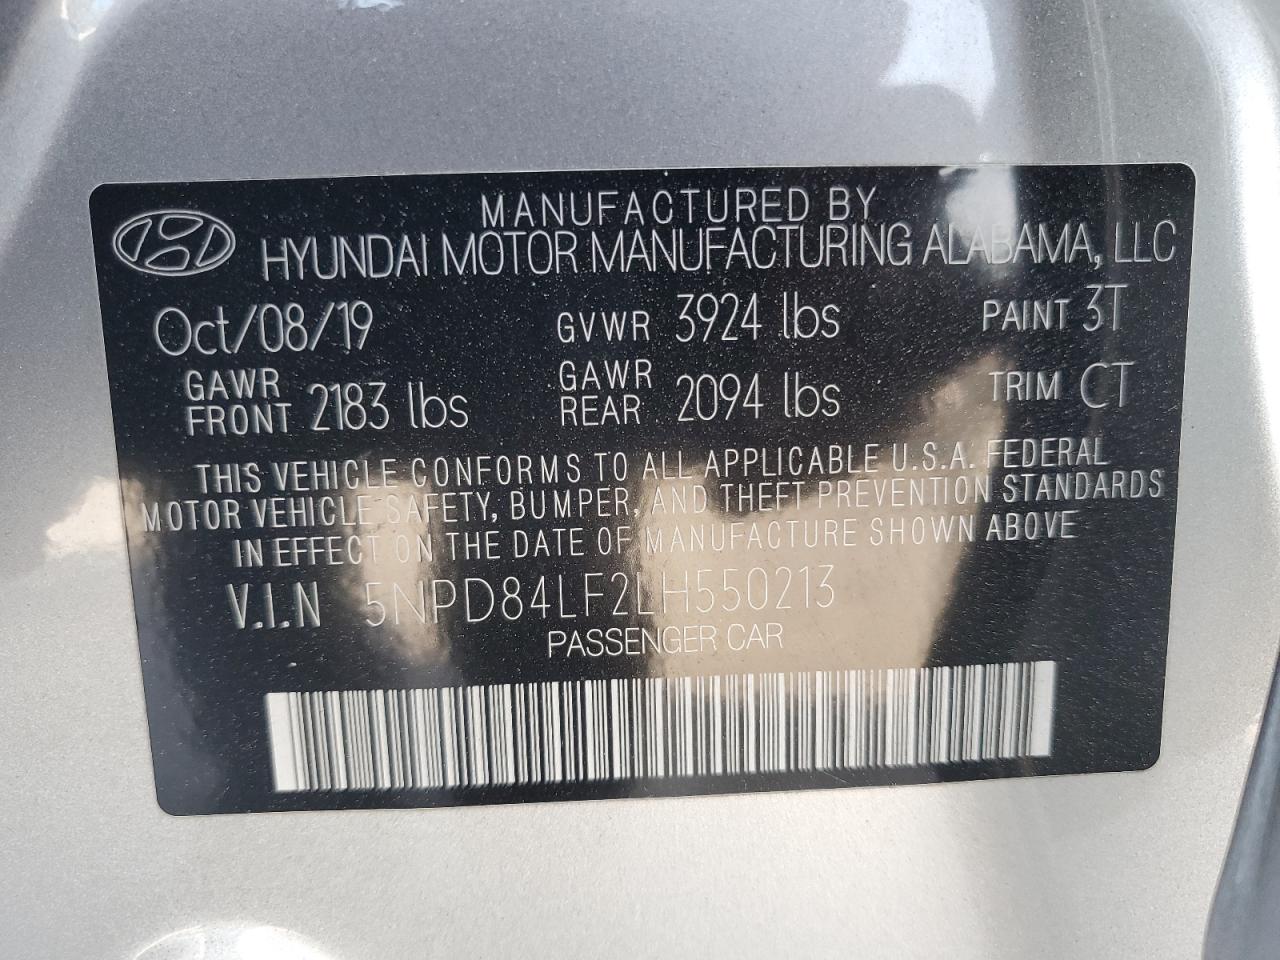 MANUFACTURED BY
HYUNDAI MOTOR MANUFACTURING ALABAMA, LLC
Oct/08/19 GVWR 3924 lbs PAINT 3T
GAWR FRONT 2183 lbs GAWR REAR 2094 lbs TRIM CT
THIS VEHICLE CONFORMS TO ALL APPLICABLE U.S.A. FEDERAL
MOTOR VEHICLE SAFETY, BUMPER, AND THEFT PREVENTION STANDARDS
IN EFFECT ON THE DATE OF MANUFACTURE SHOWN ABOVE
V.I.N 5NPD84LF2LH550213
PASSENGER CAR